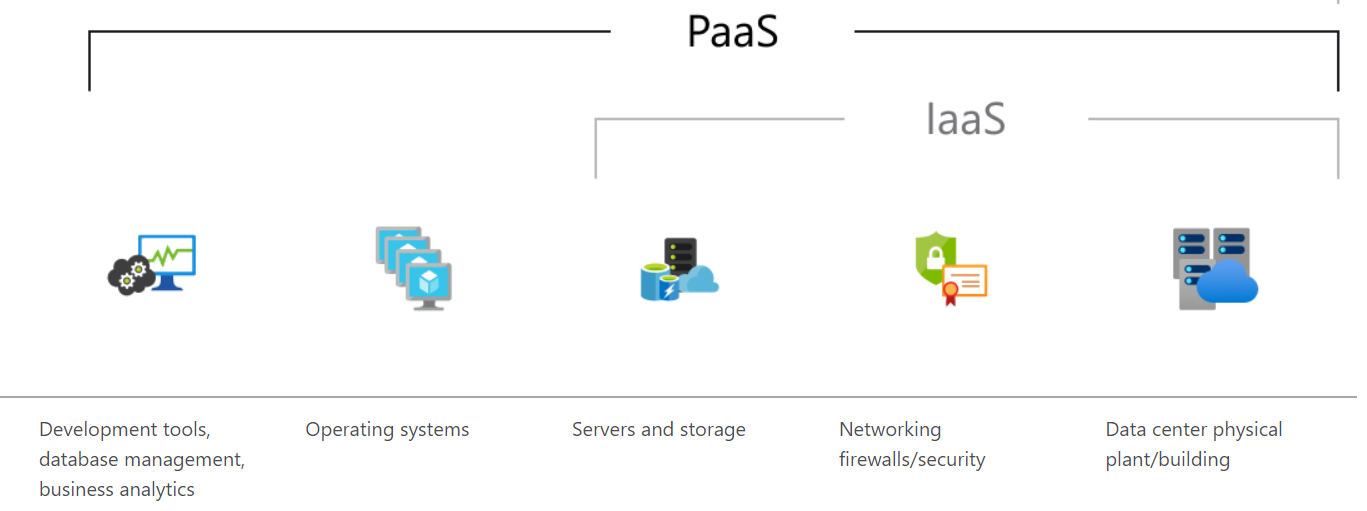 PaaS
IaaS
Development tools,
database management,
business analytics
Operating systems
Servers and storage
Networking
firewalls/security
Data center physical
plant/building